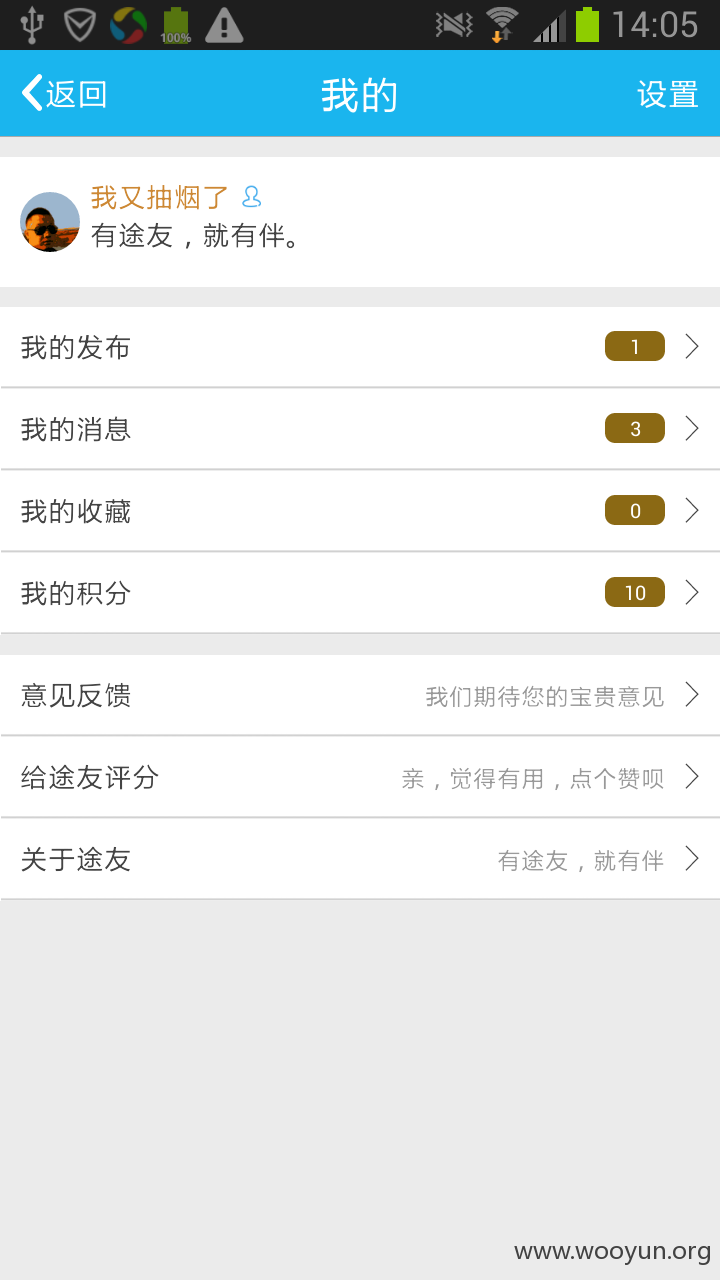 100%
14:05
返回
我的
设置
我又抽烟了
有途友，就有伴。
我的发布
1
我的消息
3
我的收藏
0
我的积分
10
意见反馈
我们期待您的宝贵意见
给途友评分
亲，觉得有用，点个赞呗
关于途友
有途友，就有伴
www.wooyun.org